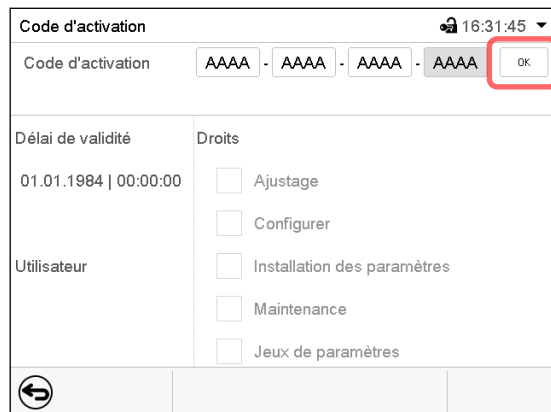 Code d'activation 16:31:45
Code d'activation AAAA - AAAA - AAAA - AAAA OK
Délai de validité Droits
01.01.1984 | 00:00:00 Ajustage
Configurer
Utilisateur Installation des paramètres
Maintenance
Jeux de paramètres